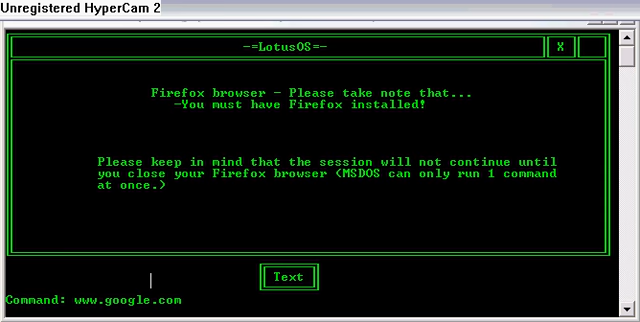 Unregistered HyperCam 2
-=LotusOS=-
X
Firefox browser - Please take note that...
-You must have Firefox installed!
Please keep in mind that the session will not continue until
you close your Firefox browser (MSDOS can only run 1 command
at once.)
Text
Command: www.google.com